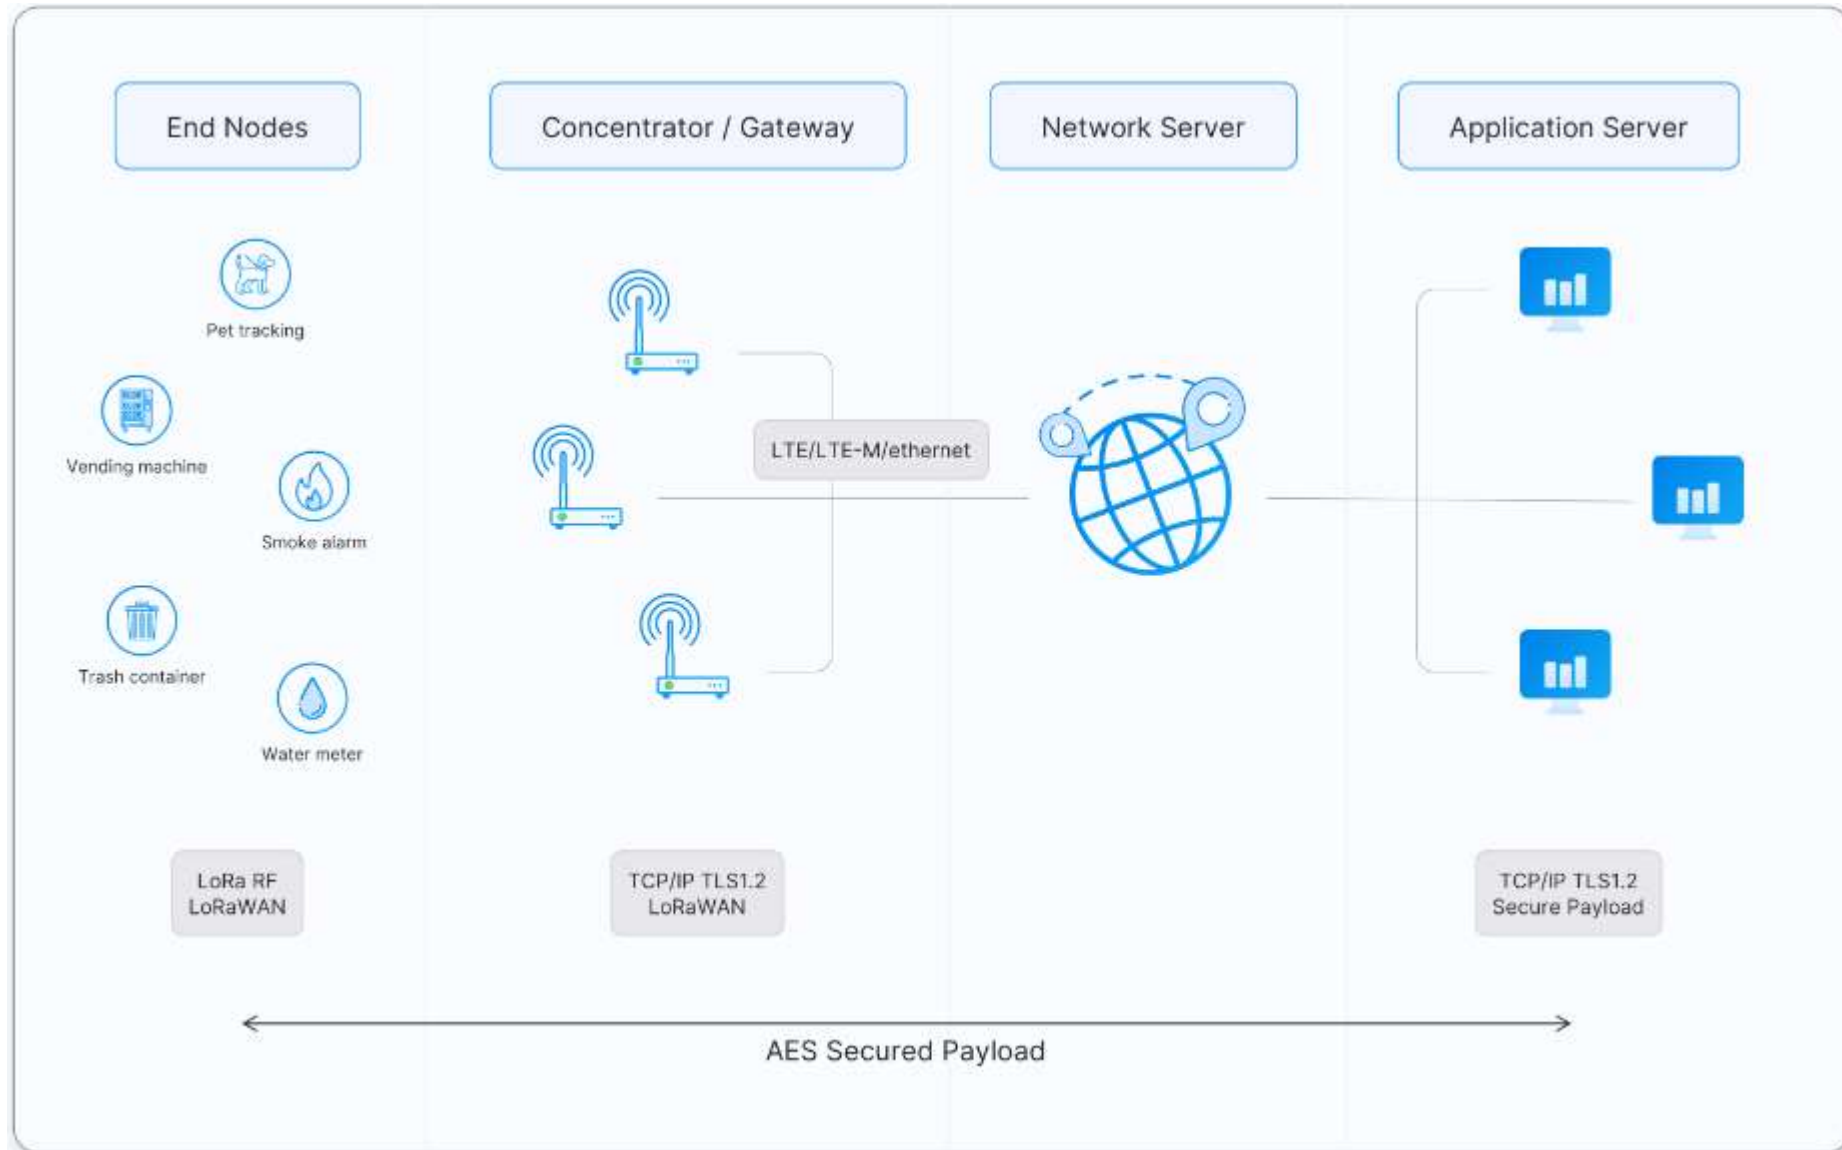 End Nodes
Concentrator / Gateway
Network Server
Application Server
Pet tracking
Vending machine
Smoke alarm
Trash container
Water meter
LTE/LTE-M/ethernet
LoRa RF
LoRaWAN
TCP/IP TLS1.2
LoRaWAN
TCP/IP TLS1.2
Secure Payload
AES Secured Payload